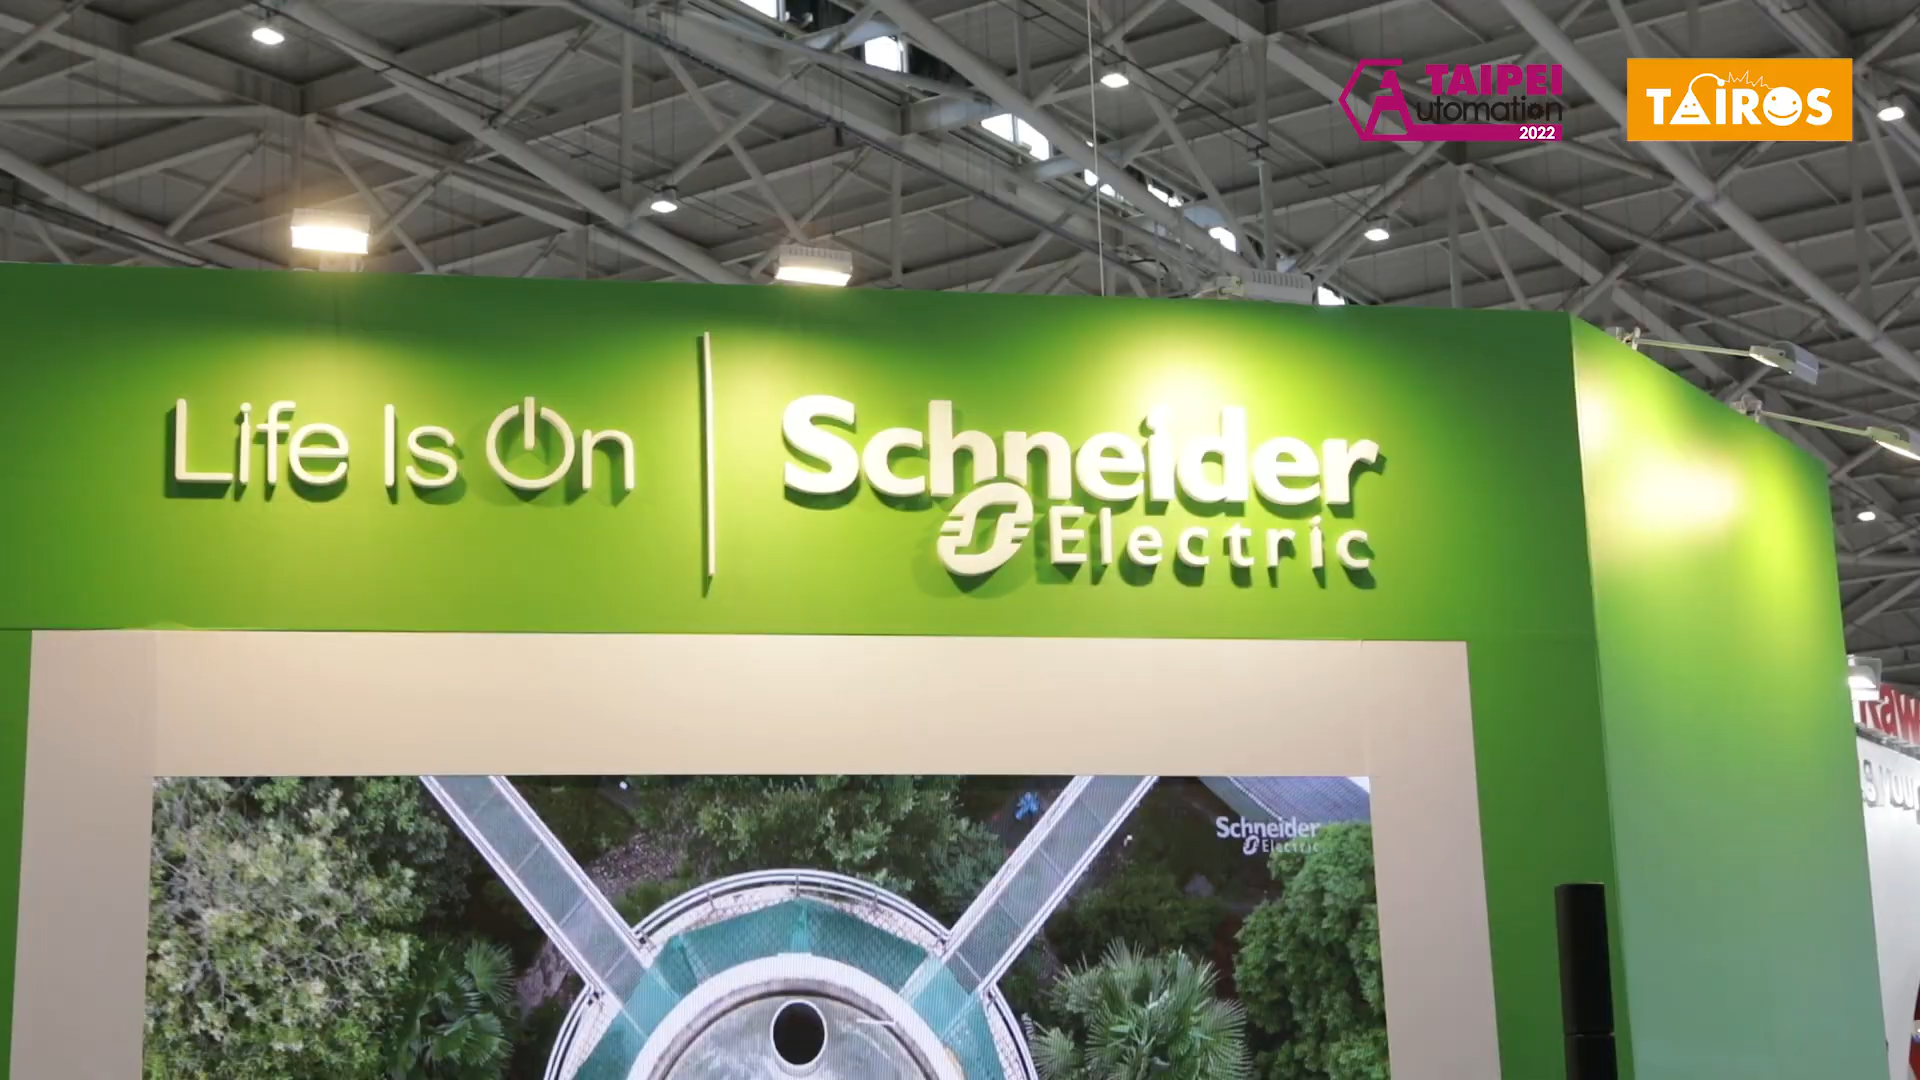 TAIPEI
Automation
2022
TAIROS
Life Is On
Schneider
Electric
Schneider
Electric